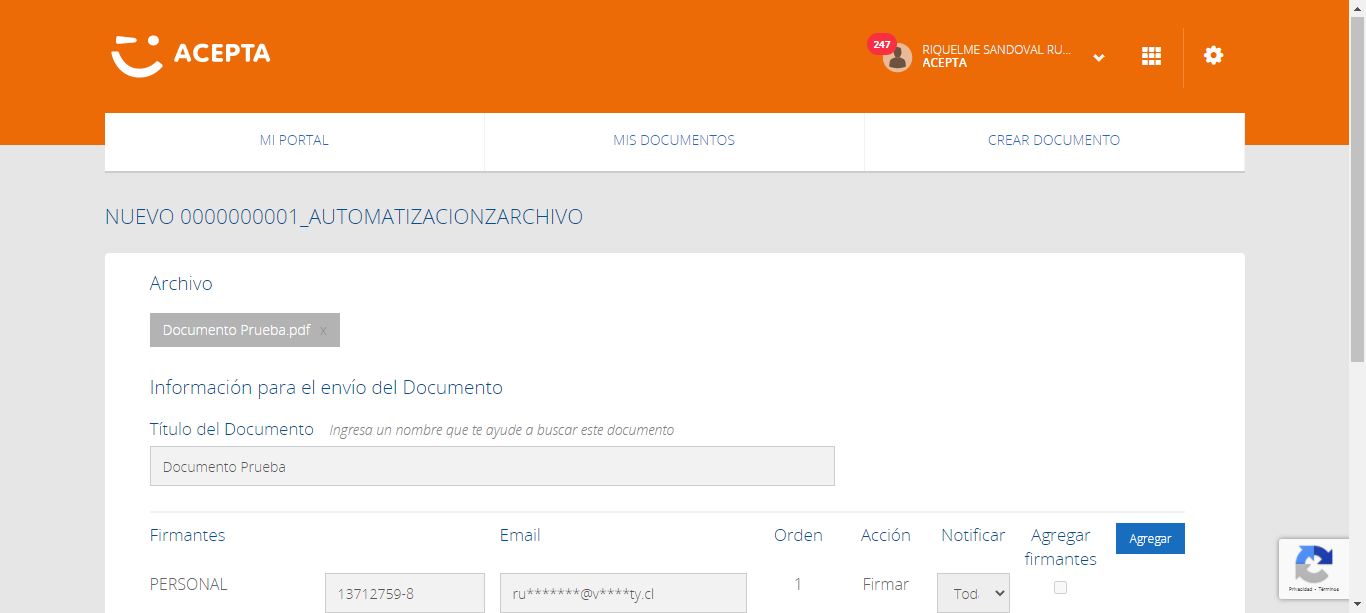 ACEPTA
247
RIQUELME SANDOVAL RU...
ACEPTA
MI PORTAL
MIS DOCUMENTOS
CREAR DOCUMENTO
NUEVO 0000000001_AUTOMATIZACIONZARCHIVO
Archivo
Documento Prueba.pdf x
Información para el envío del Documento
Título del Documento Ingresa un nombre que te ayude a buscar este documento
Documento Prueba
Firmantes Email Orden Acción Notificar Agregar firmantes Agregar
PERSONAL 13712759-8 ru*******@v****ty.cl 1 Firmar Tod
Privacidad - Términos